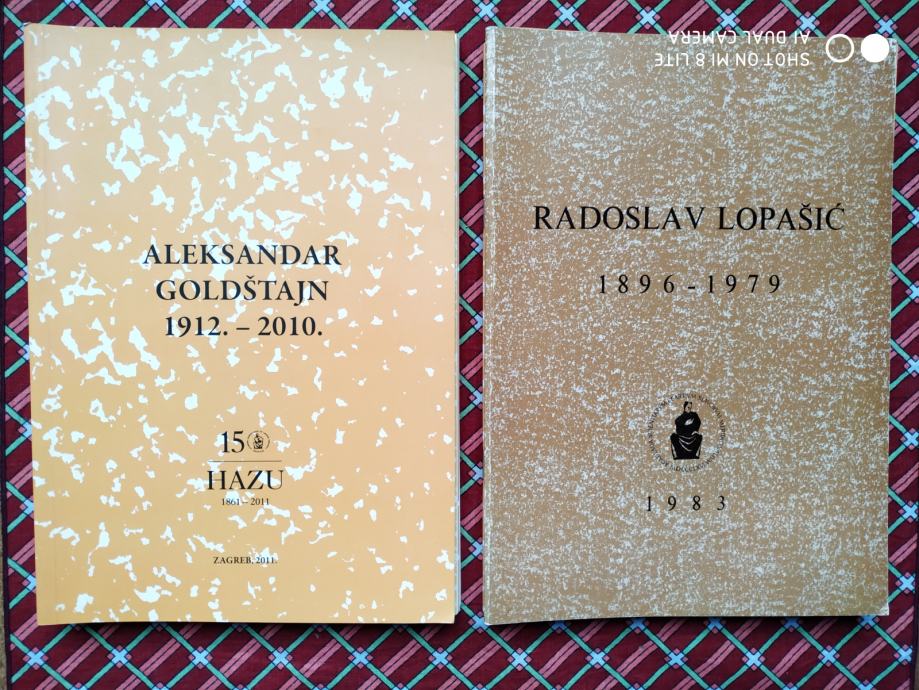 ALEKSANDAR
GOLDŠTAJN
1912. – 2010.
150
HAZU
1861 – 2011
ZAGREB, 2011.
RADOSLAV LOPAŠIĆ
1896-1979
1983
SHOT ON MI 8 LITE
AI DUAL CAMERA